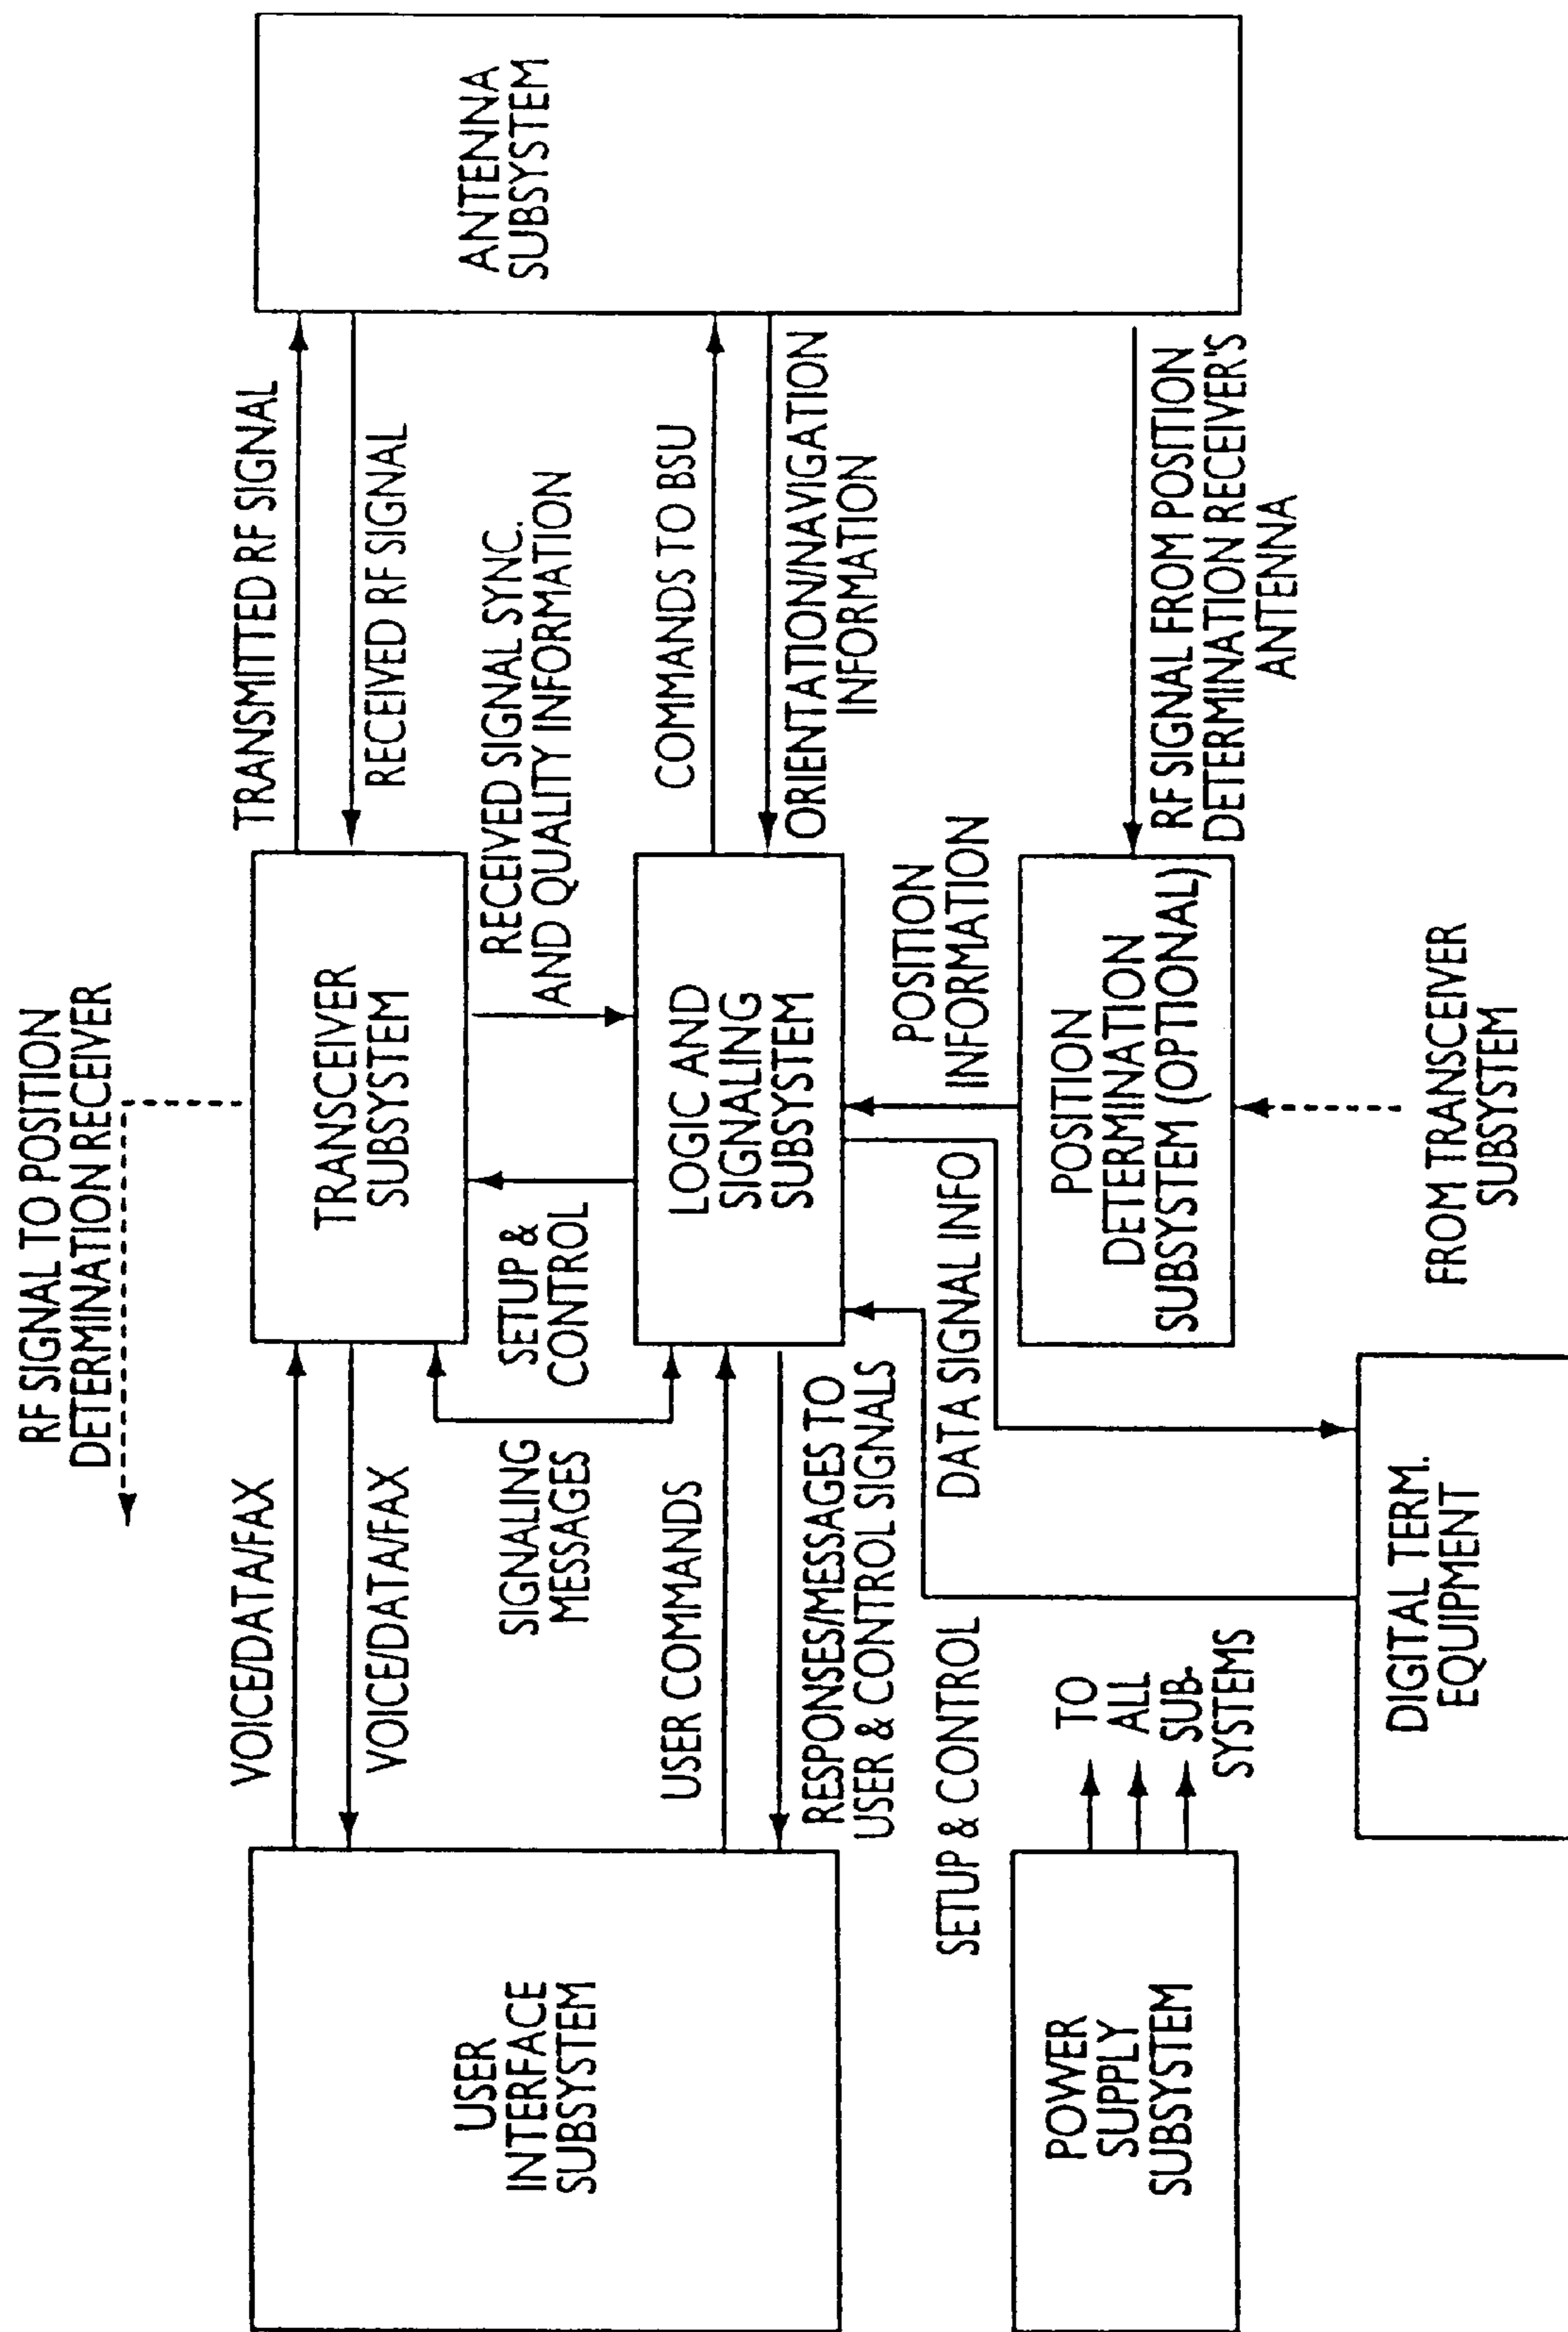 RF SIGNAL TO POSITION
DETERMINATION RECEIVER
VOICE/DATA/FAX
TRANSMITTED RF SIGNAL
VOICE/DATA/FAX
RECEIVED RF SIGNAL
USER
INTERFACE
SUBSYSTEM
TRANSCEIVER
SUBSYSTEM
ANTENNA
SUBSYSTEM
SIGNALING
MESSAGES
SETUP &
CONTROL
RECEIVED SIGNAL SYNC.
AND QUALITY INFORMATION
USER COMMANDS
COMMANDS TO BSU
LOGIC AND
SIGNALING
SUBSYSTEM
RESPONSES/MESSAGES TO
USER & CONTROL SIGNALS
ORIENTATION/NAVIGATION
INFORMATION
SETUP & CONTROL
DATA SIGNAL INFO
POSITION
INFORMATION
POWER
SUPPLY
SUBSYSTEM
TO
ALL
SUB-
SYSTEMS
POSITION
DETERMINATION
SUBSYSTEM (OPTIONAL)
RF SIGNAL FROM POSITION
DETERMINATION RECEIVER'S
ANTENNA
DIGITAL TERM.
EQUIPMENT
FROM TRANSCEIVER
SUBSYSTEM